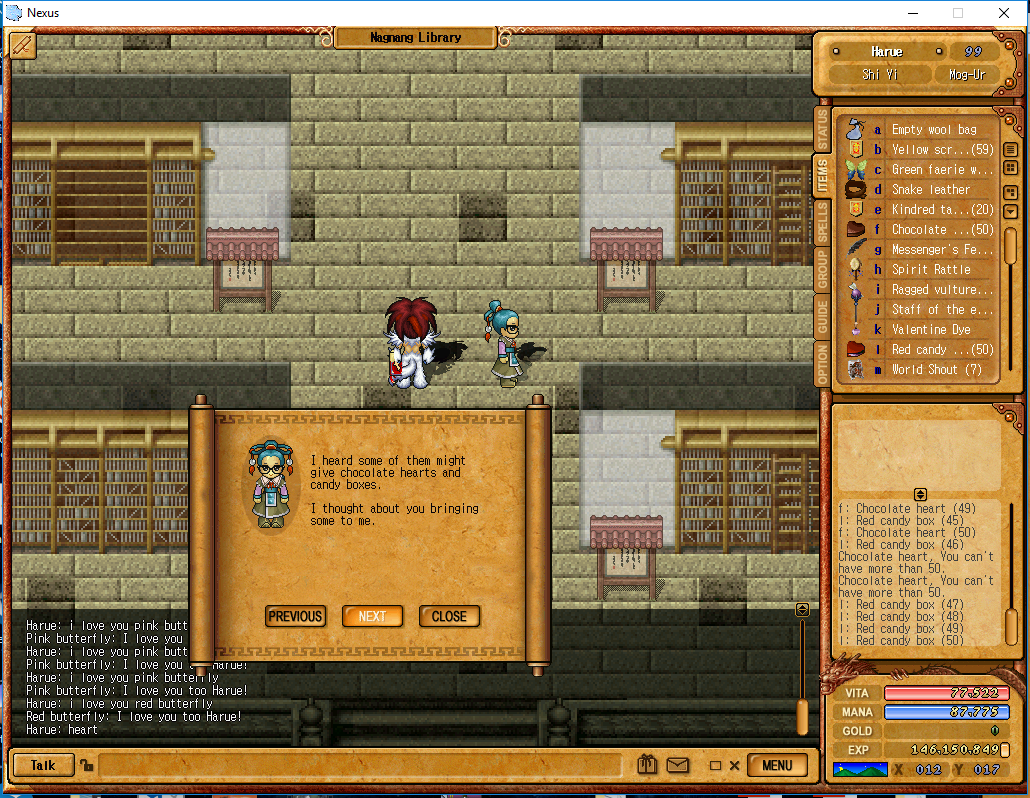 Nexus
Nagnang Library
Harue 99
Shi Yi Mog-Ur
STATUS
ITEMS
SPELLS
GROUP
GUIDE
OPTION
a Empty wool bag
b Yellow scr...(59)
c Green faerie w...
d Snake leather
e Kindred ta...(20)
f Chocolate ...(50)
g Messenger's Fe...
h Spirit Rattle
i Ragged vulture...
j Staff of the e...
k Valentine Dye
l Red candy ...(50)
m World Shout (7)
I heard some of them might
give chocolate hearts and
candy boxes.
I thought about you bringing
some to me.
PREVIOUS NEXT CLOSE
f: Chocolate heart (49)
l: Red candy box (45)
f: Chocolate heart (50)
l: Red candy box (46)
Chocolate heart, You can't
have more than 50.
Chocolate heart, You can't
have more than 50.
l: Red candy box (47)
l: Red candy box (48)
l: Red candy box (49)
l: Red candy box (50)
Harue: i love you pink butt
Pink butterfly: I love you
Harue: i love you pink butt
Pink butterfly: I love you Harue!
Harue: i love you pink butterfly
Pink butterfly: I love you too Harue!
Harue: i love you red butterfly
Red butterfly: I love you too Harue!
Harue: heart
VITA 77,522
MANA 87,775
GOLD 0
EXP 146,150,849
X 012 Y 017
Talk
MENU